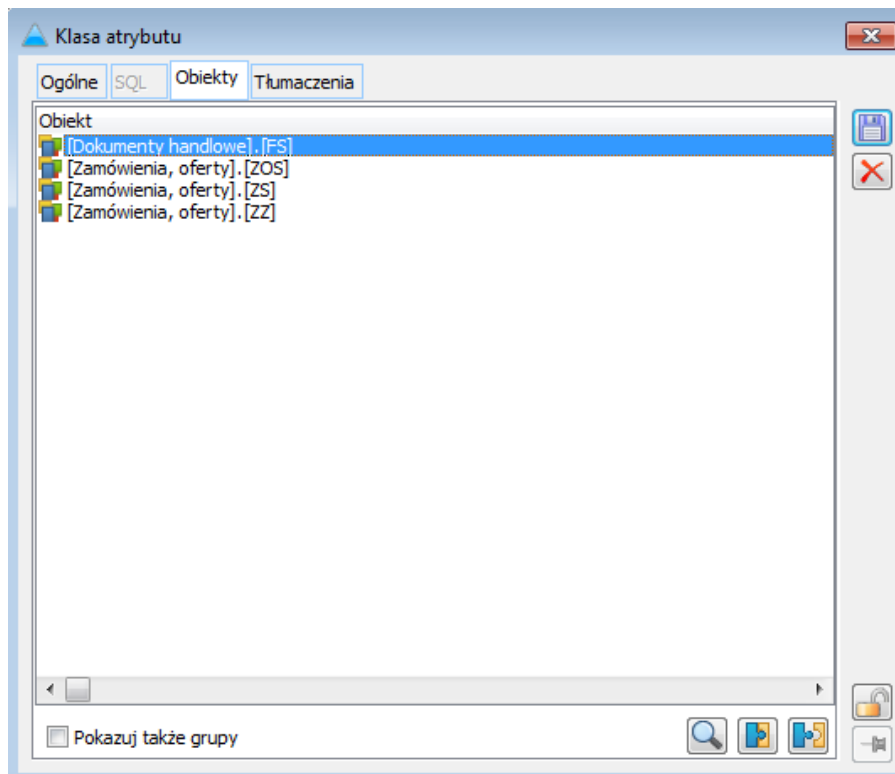 Klasa atrybutu
Ogólne SQL Obiekty Tłumaczenia
Obiekt
[Dokumenty handlowe].[FS]
[Zamówienia, oferty].[ZOS]
[Zamówienia, oferty].[ZS]
[Zamówienia, oferty].[ZZ]
Pokazuj także grupy